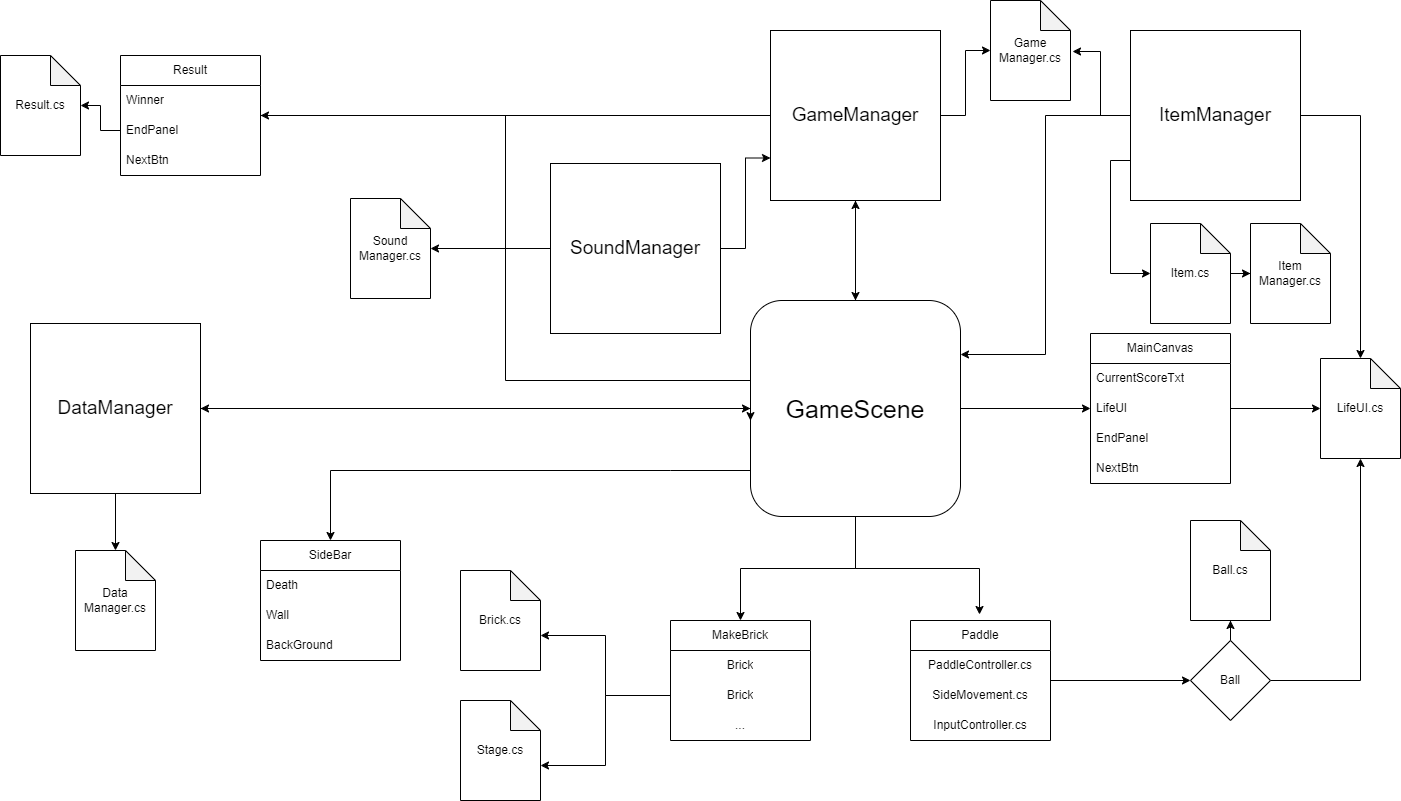 Game
Manager.cs
Result
Result.cs
Winner
EndPanel
NextBtn
GameManager
ItemManager
Sound
Manager.cs
SoundManager
Item.cs
Item
Manager.cs
DataManager
GameScene
MainCanvas
CurrentScoreTxt
LifeUI
EndPanel
NextBtn
LifeUI.cs
SideBar
Death
Wall
BackGround
Data
Manager.cs
Brick.cs
Stage.cs
MakeBrick
Brick
Brick
...
Paddle
PaddleController.cs
SideMovement.cs
InputController.cs
Ball.cs
Ball